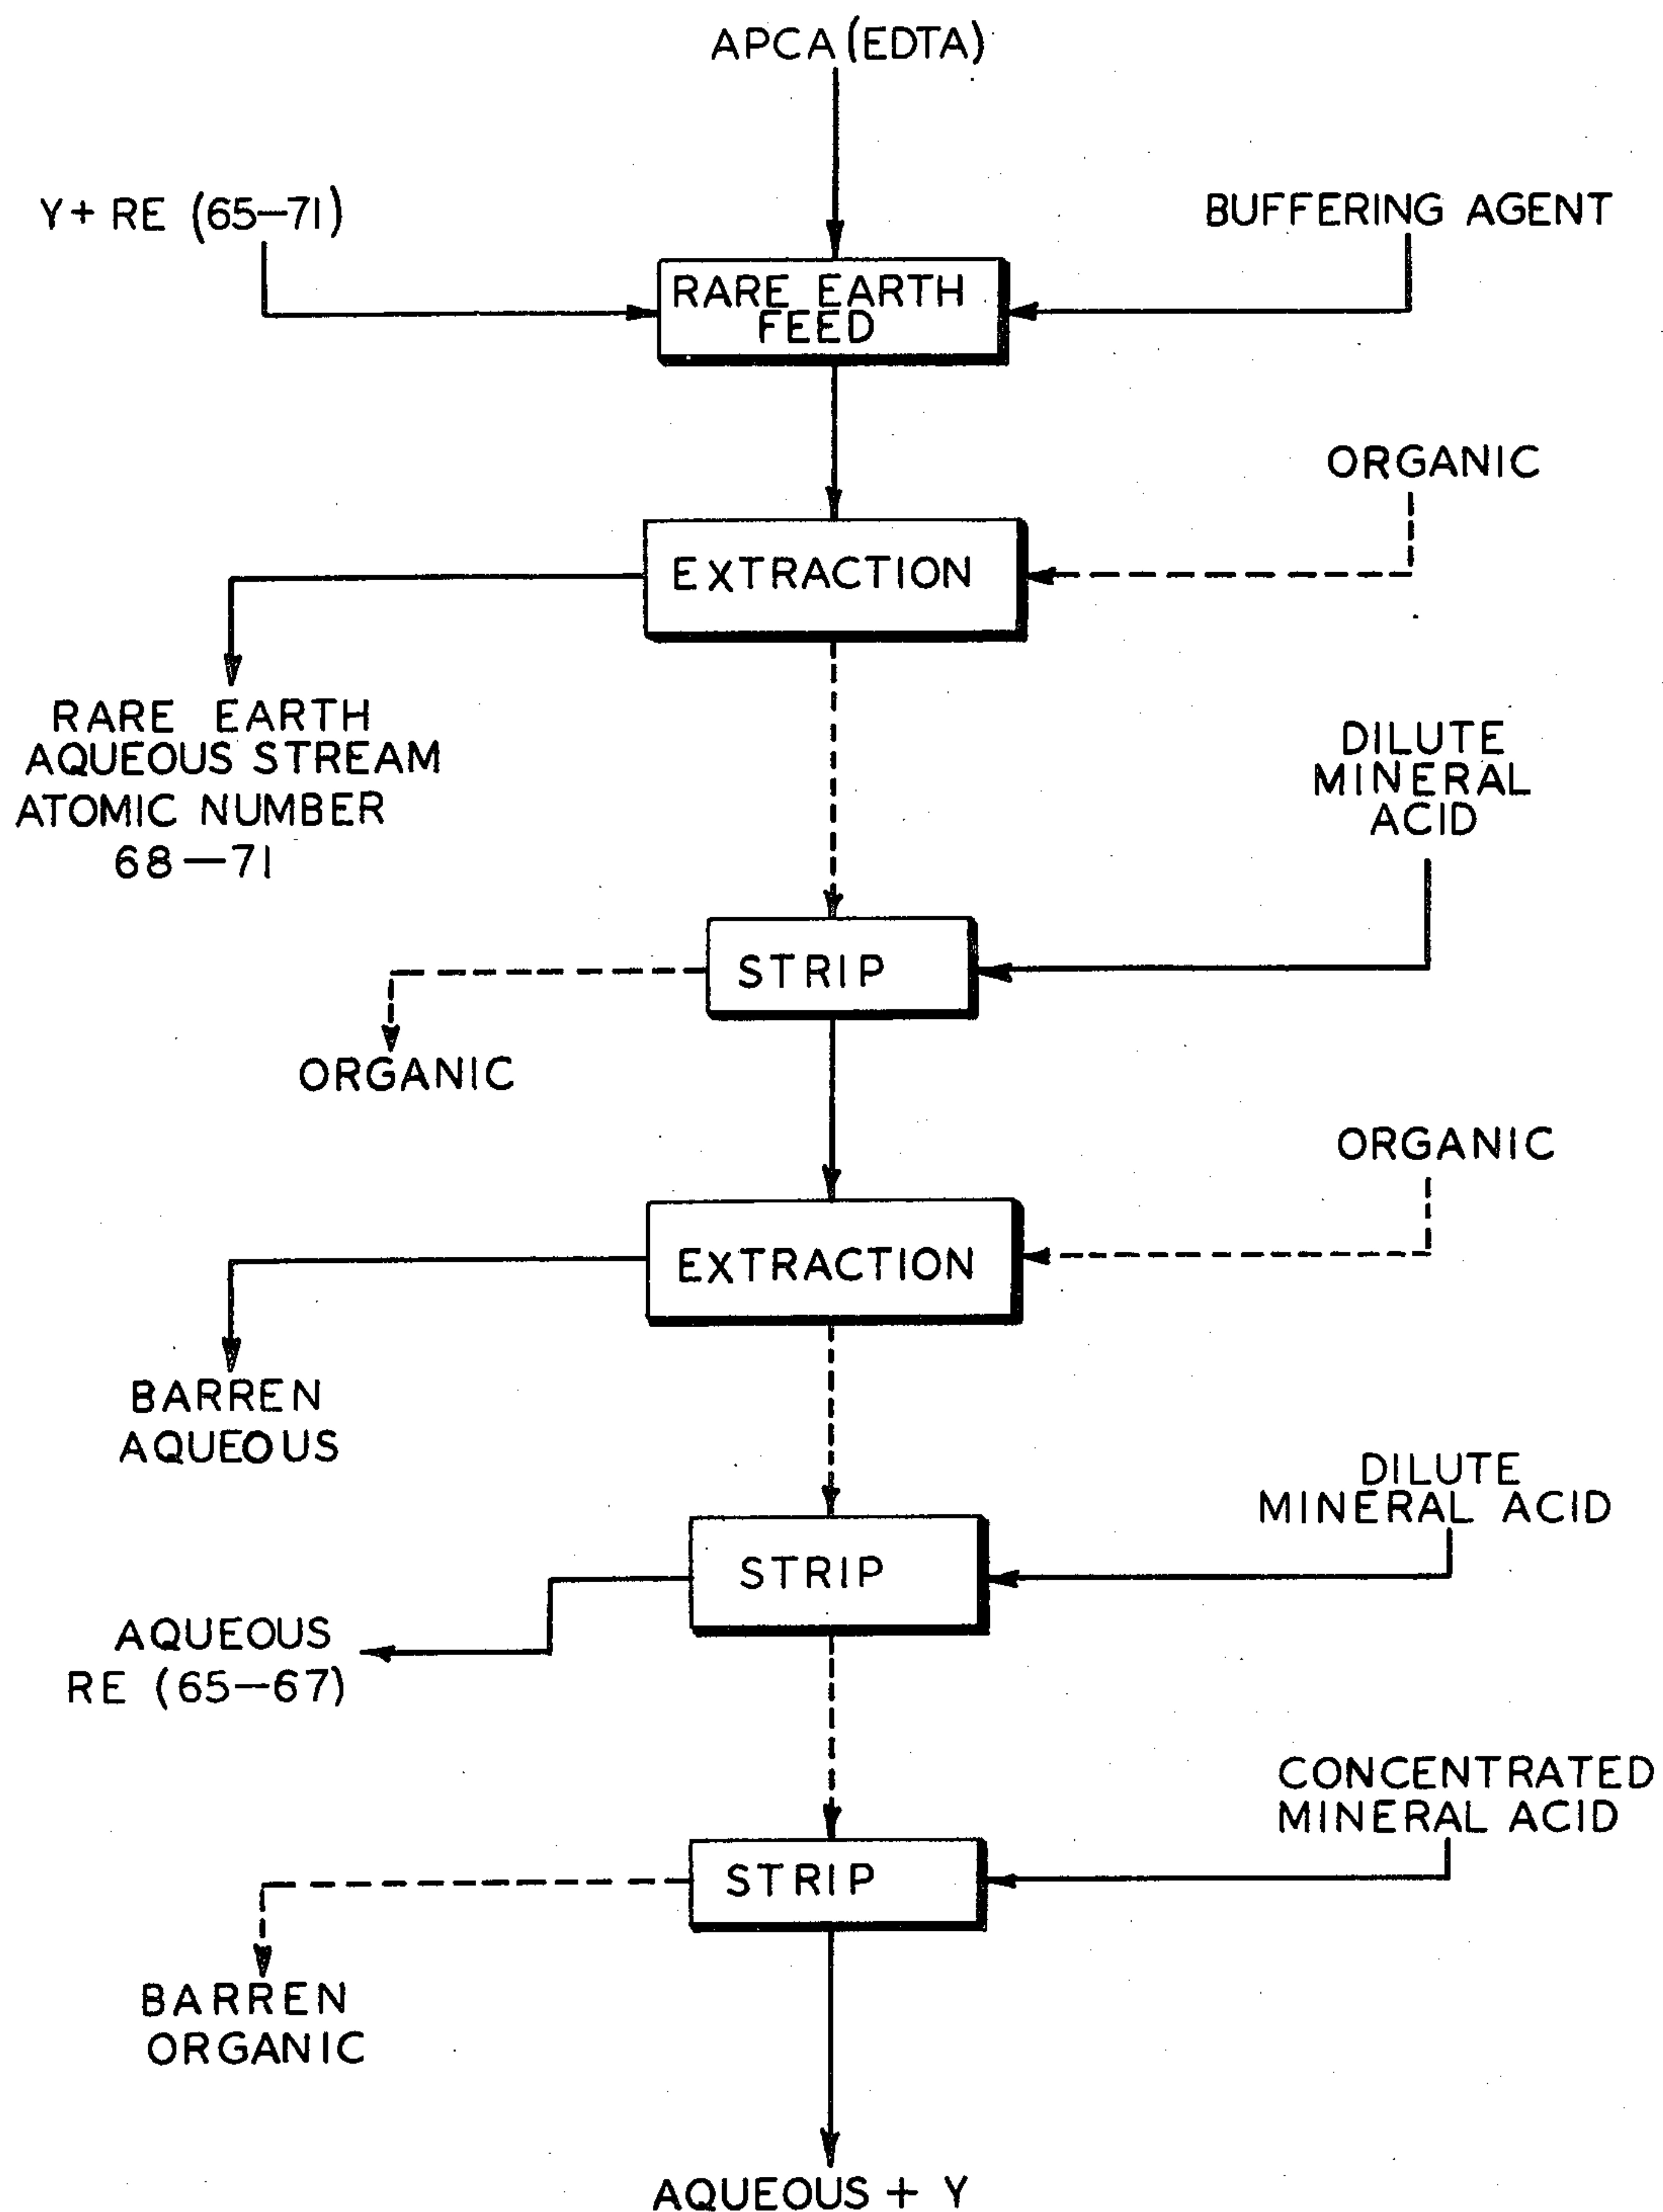 APCA (EDTA)
Y+ RE (65—71)
BUFFERING AGENT
RARE EARTH
FEED
ORGANIC
EXTRACTION
RARE EARTH
AQUEOUS STREAM
ATOMIC NUMBER
68—71
DILUTE
MINERAL
ACID
STRIP
ORGANIC
ORGANIC
EXTRACTION
BARREN
AQUEOUS
DILUTE
MINERAL ACID
STRIP
AQUEOUS
RE (65—67)
CONCENTRATED
MINERAL ACID
STRIP
BARREN
ORGANIC
AQUEOUS + Y